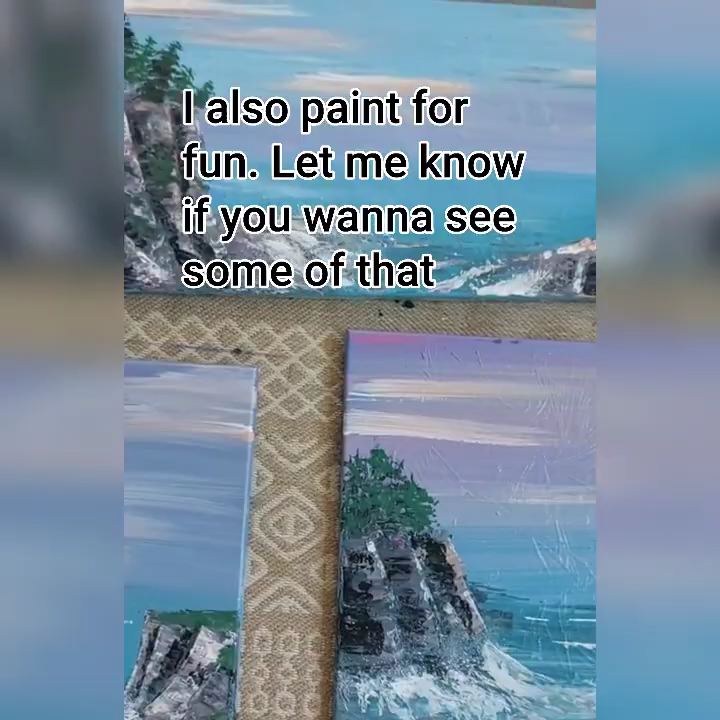 I also paint for
fun. Let me know
if you wanna see
some of that